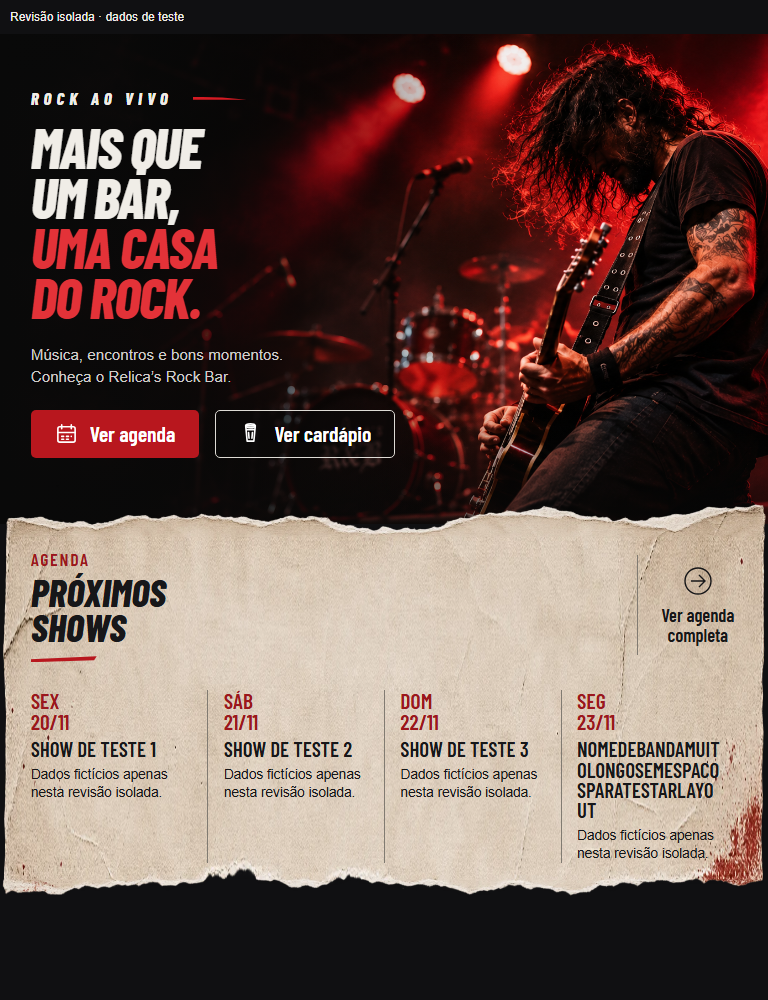 Revisão isolada · dados de teste
ROCK AO VIVO
MAIS QUE
UM BAR,
UMA CASA
DO ROCK.
Música, encontros e bons momentos.
Conheça o Relica's Rock Bar.
Ver agenda
Ver cardápio
AGENDA
PRÓXIMOS
SHOWS
Ver agenda
completa
SEX
20/11
SHOW DE TESTE 1
Dados fictícios apenas
nesta revisão isolada.
SÁB
21/11
SHOW DE TESTE 2
Dados fictícios apenas
nesta revisão isolada.
DOM
22/11
SHOW DE TESTE 3
Dados fictícios apenas
nesta revisão isolada.
SEG
23/11
NOMEDEBANDAMUIT
OLONGOSEMESPAÇO
SPARATESTARLAYO
UT
Dados fictícios apenas
nesta revisão isolada.